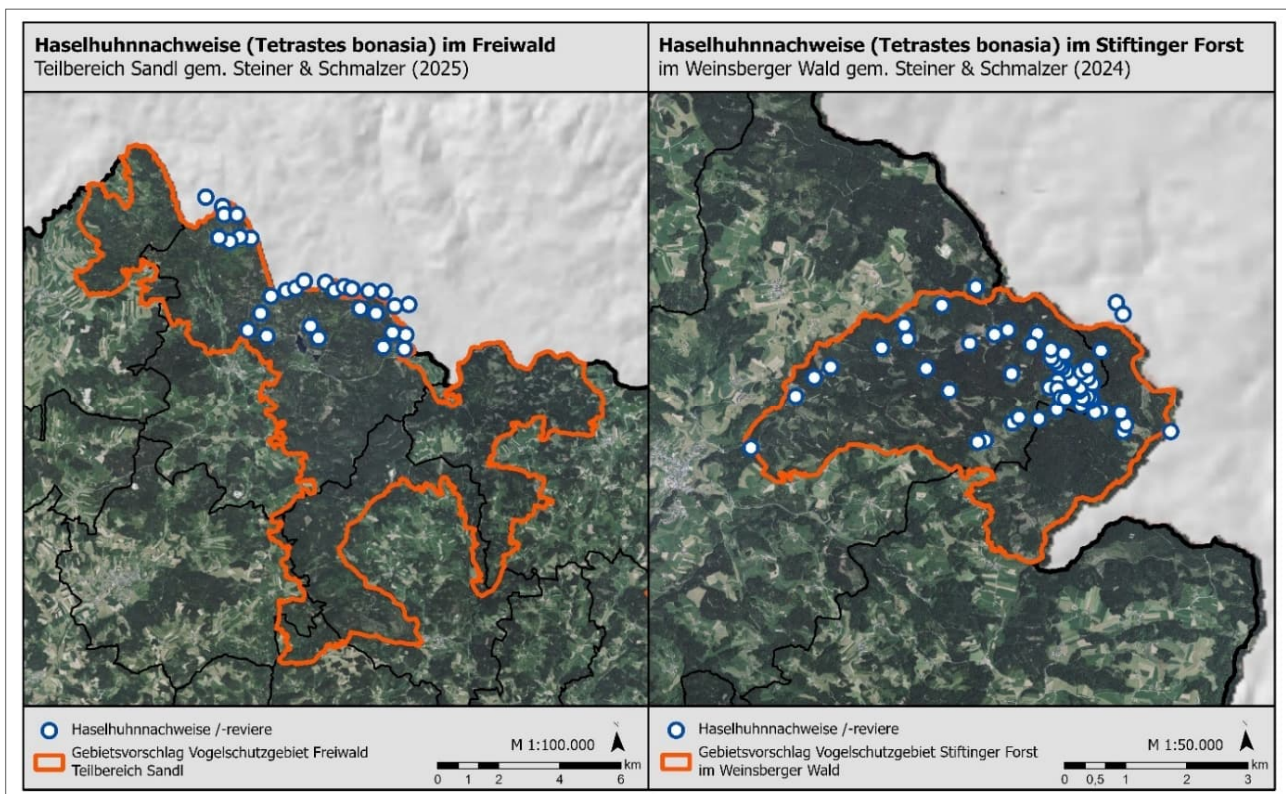 Haselhuhnnachweise (Tetrastes bonasia) im Freiwald
Teilbereich Sandl gem. Steiner & Schmalzer (2025)
Haselhuhnnachweise /-reviere
Gebietsvorschlag Vogelschutzgebiet Freiwald
Teilbereich Sandl
M 1:100.000
N
km
0 1 2 4 6
Haselhuhnnachweise (Tetrastes bonasia) im Stiftinger Forst
im Weinsberger Wald gem. Steiner & Schmalzer (2024)
Haselhuhnnachweise /-reviere
Gebietsvorschlag Vogelschutzgebiet Stiftinger Forst
im Weinsberger Wald
M 1:50.000
N
km
0 0,5 1 2 3